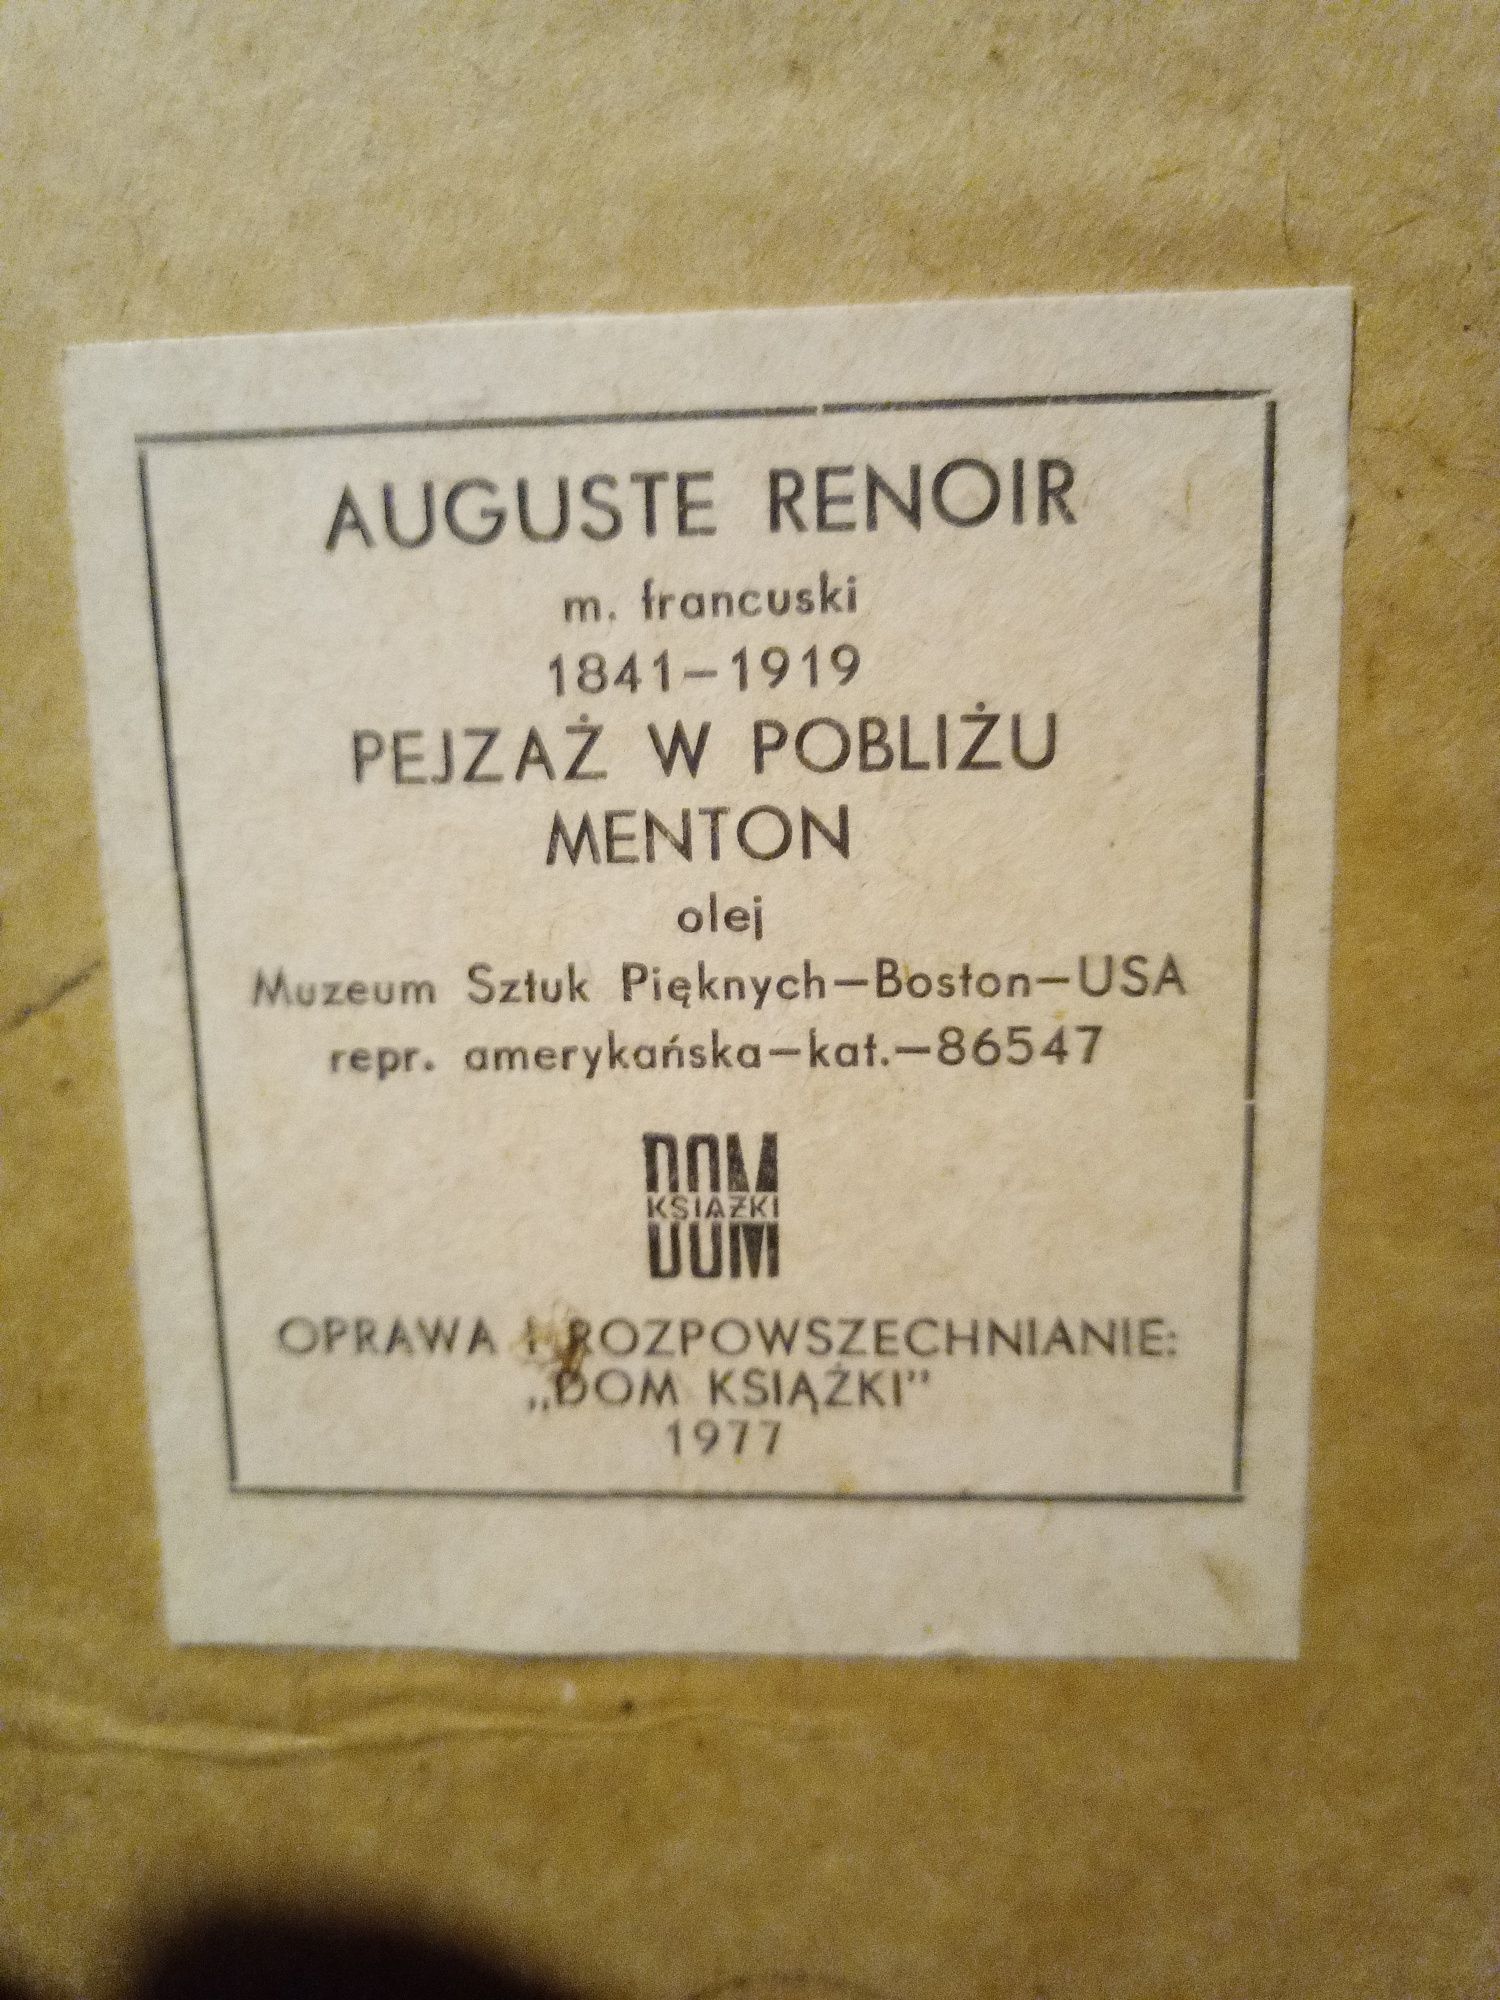 AUGUSTE RENOIR
m. francuski
1841–1919
PEJZAŻ W POBLIŻU
MENTON
olej
Muzeum Sztuk Pięknych—Boston—USA
repr. amerykańska—kat.—86547
DOM
KSIĄŻKI
DOM
OPRAWA I ROZPOWSZECHNIANIE:
„DOM KSIĄŻKI”
1977